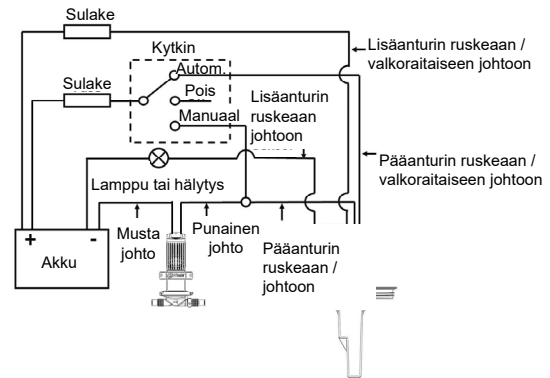 Sulake
Kytkin
Lisäanturin ruskeaan /
valkoraitaiseen johtoon
Autom.
Sulake
Pois
Lisäanturin
ruskeaan
johtoon
Manuaal
Pääanturin ruskeaan /
valkoraitaiseen johtoon
Lamppu tai hälytys
+
-
Akku
Musta
johto
Punainen
johto
Pääanturin
ruskeaan /
johtoon